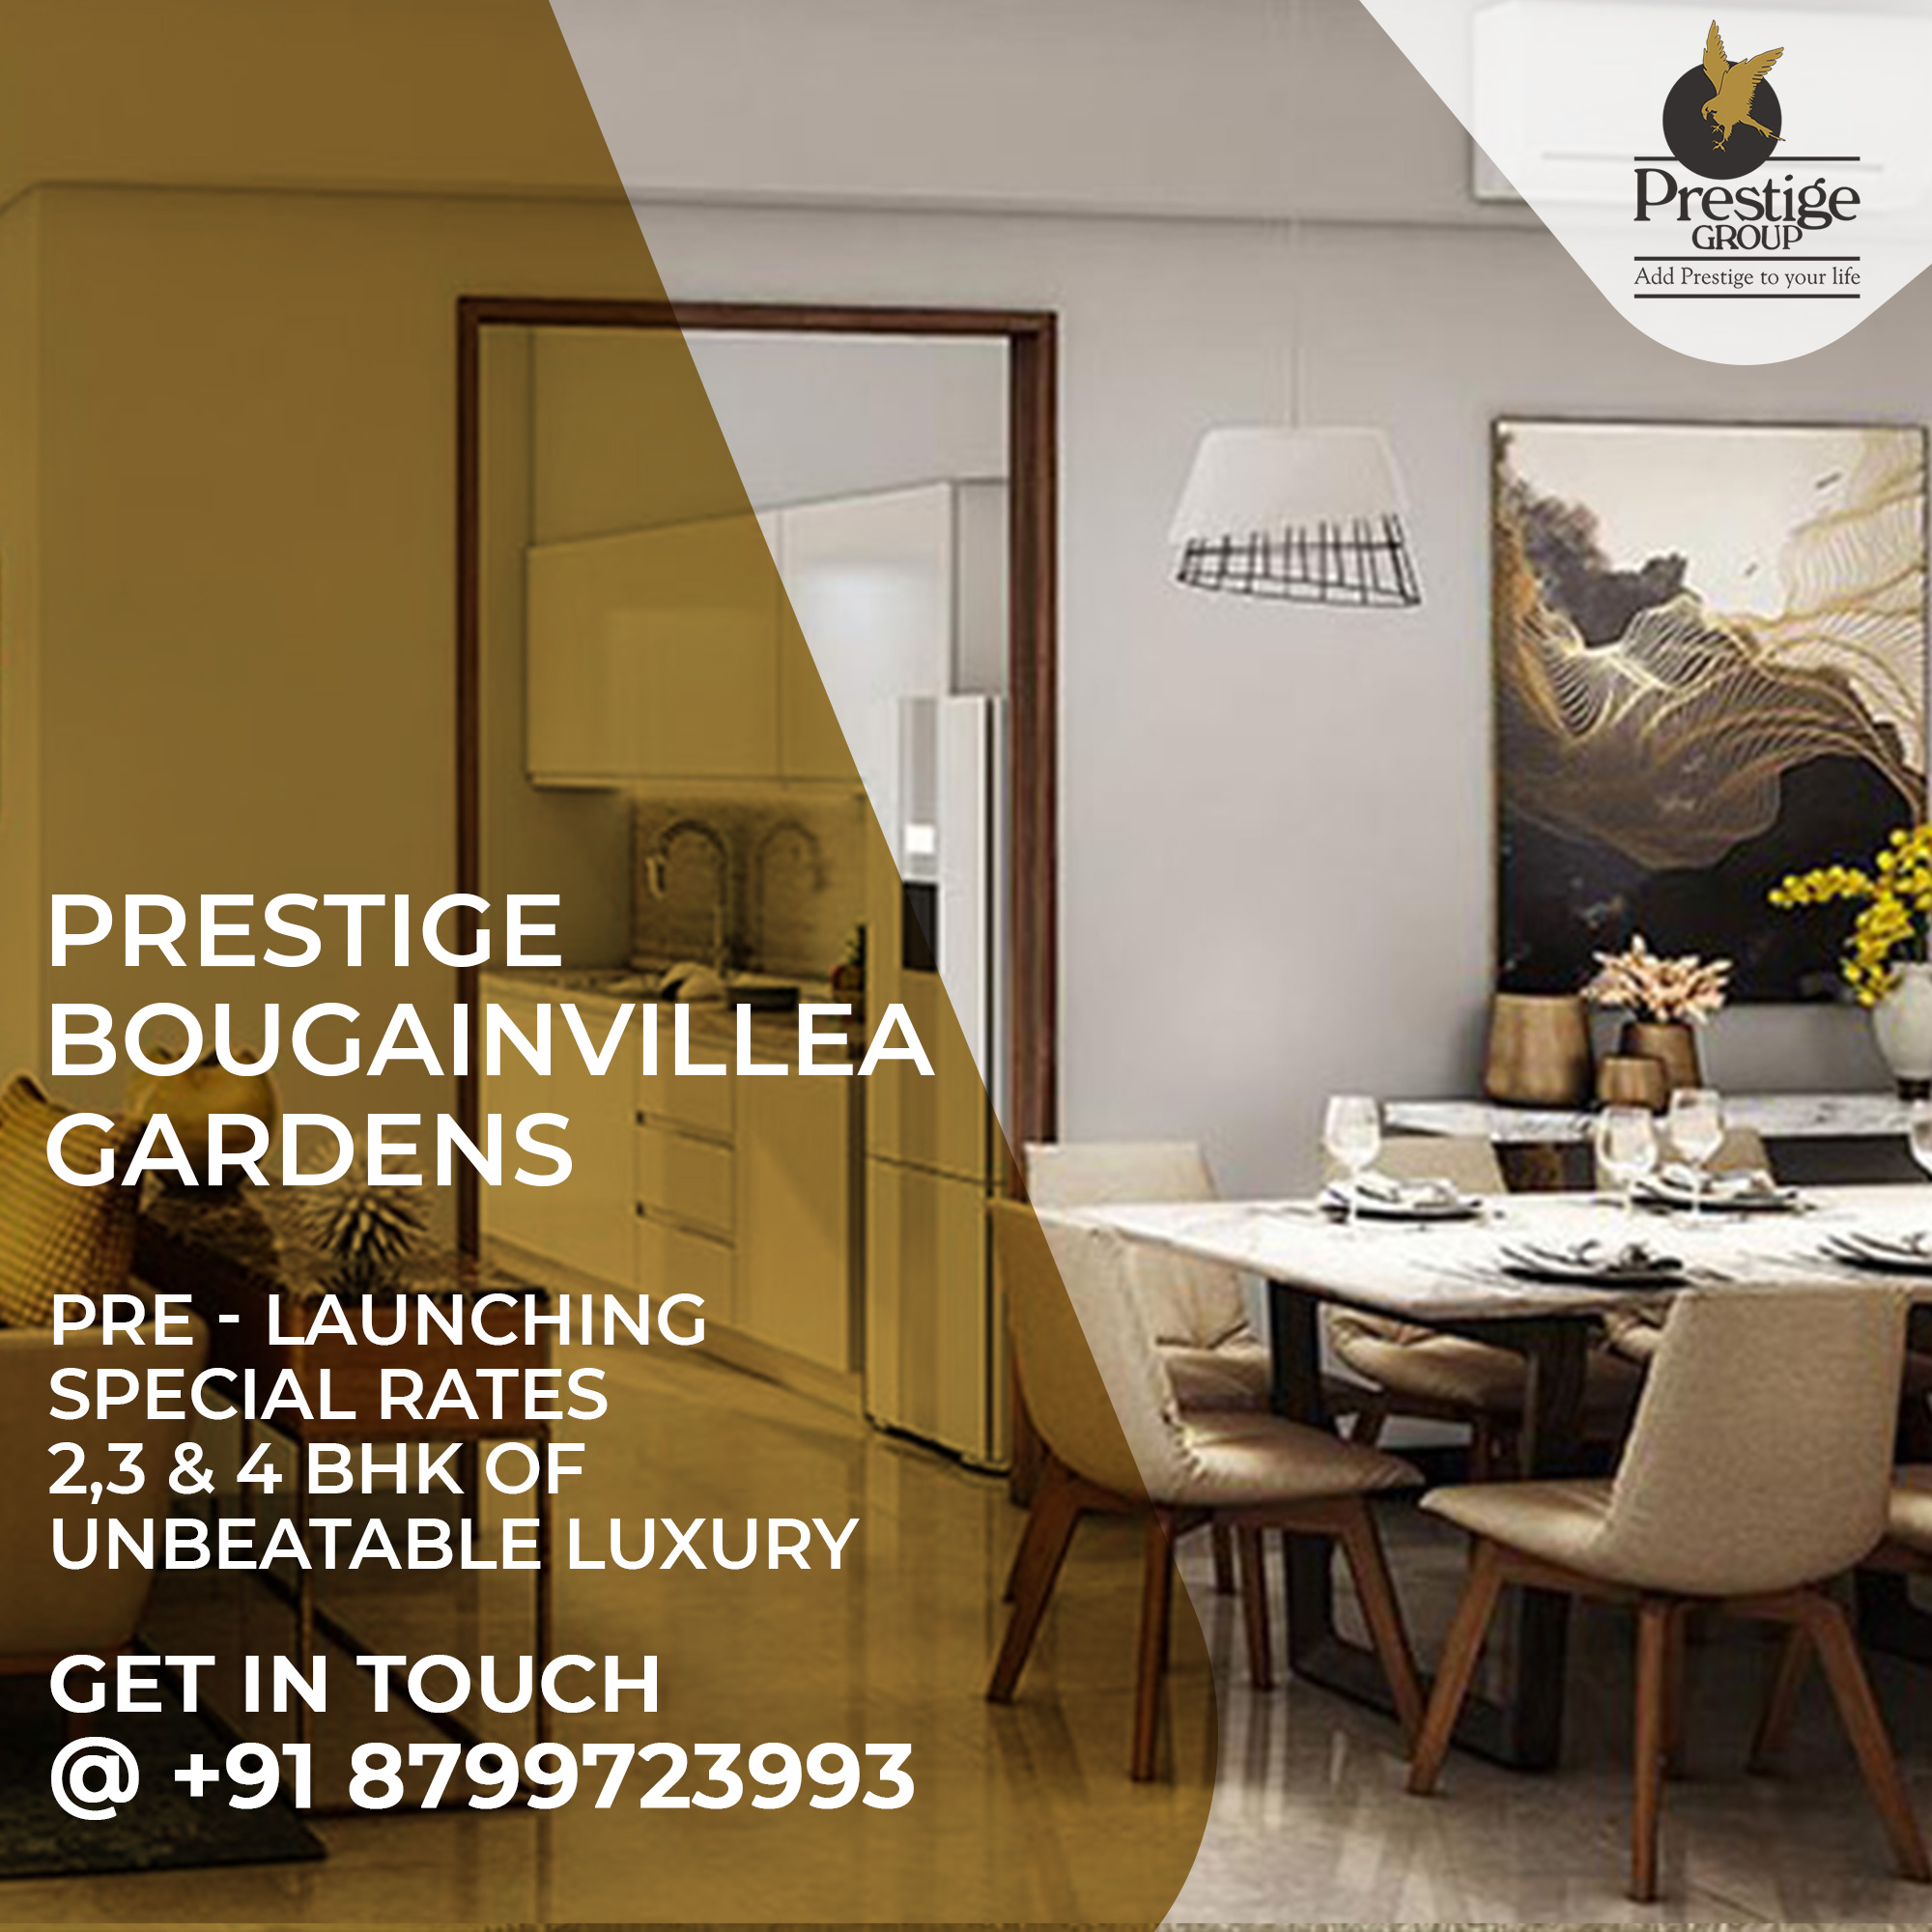 Prestige
GROUP
Add Prestige to your life
PRESTIGE
BOUGAINVILLEA
GARDENS
PRE - LAUNCHING
SPECIAL RATES
2,3 & 4 BHK OF
UNBEATABLE LUXURY
GET IN TOUCH
@ +91 8799723993